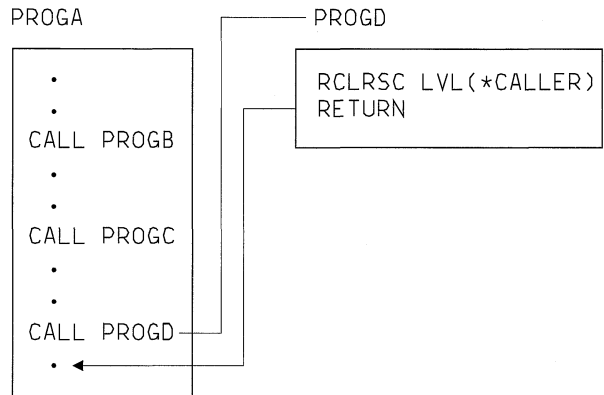 PROGA
PROGD
•
•
CALL PROGB
•
•
CALL PROGC
•
•
CALL PROGD
•
RCLRSC LVL(*CALLER)
RETURN